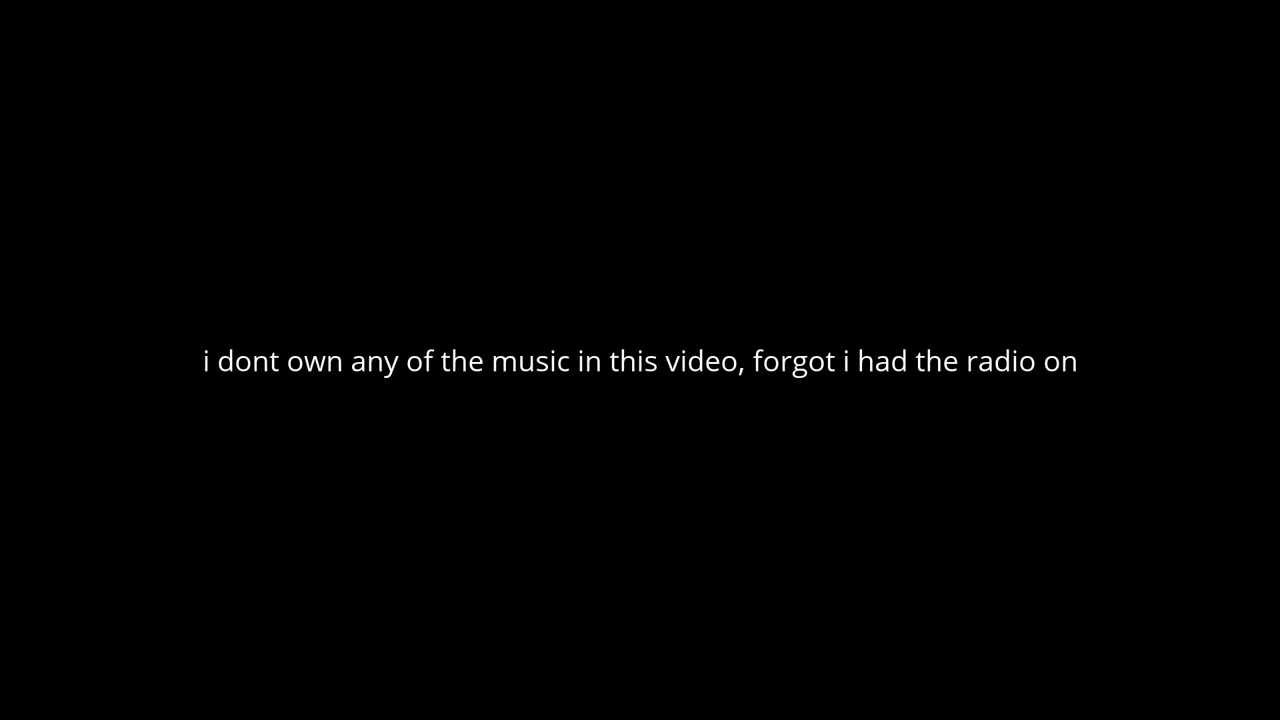 i dont own any of the music in this video, forgot i had the radio on